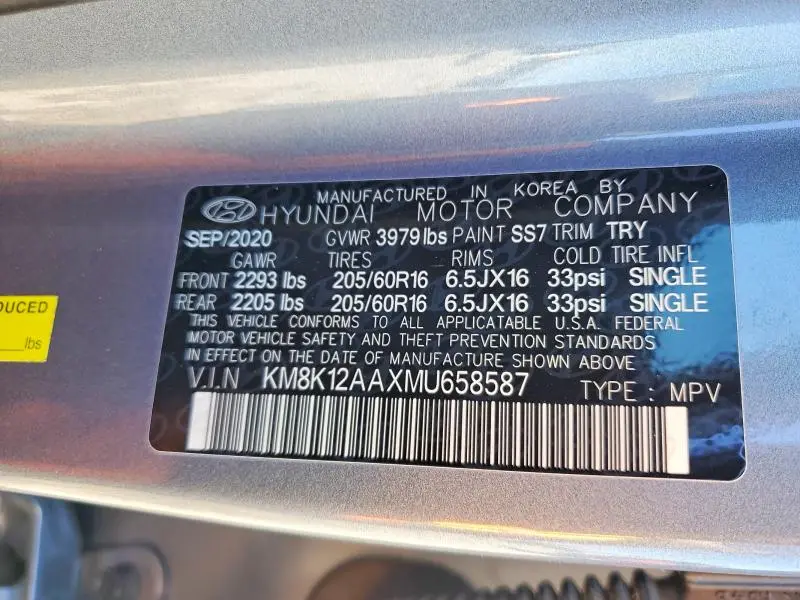 MANUFACTURED IN KOREA BY
HYUNDAI MOTOR COMPANY
SEP/2020 GVWR 3979 lbs PAINT SS7 TRIM TRY
GAWR TIRES RIMS COLD TIRE INFL
FRONT 2293 lbs 205/60R16 6.5JX16 33psi SINGLE
REAR 2205 lbs 205/60R16 6.5JX16 33psi SINGLE
THIS VEHICLE CONFORMS TO ALL APPLICATABLE U.S.A. FEDERAL
MOTOR VEHICLE SAFETY AND THEFT PREVENTION STANDARDS
IN EFFECT ON THE DATE OF MANUFACTURE SHOWN ABOVE
V.I.N KM8K12AAXMU658587 TYPE : MPV
DUCED
lbs